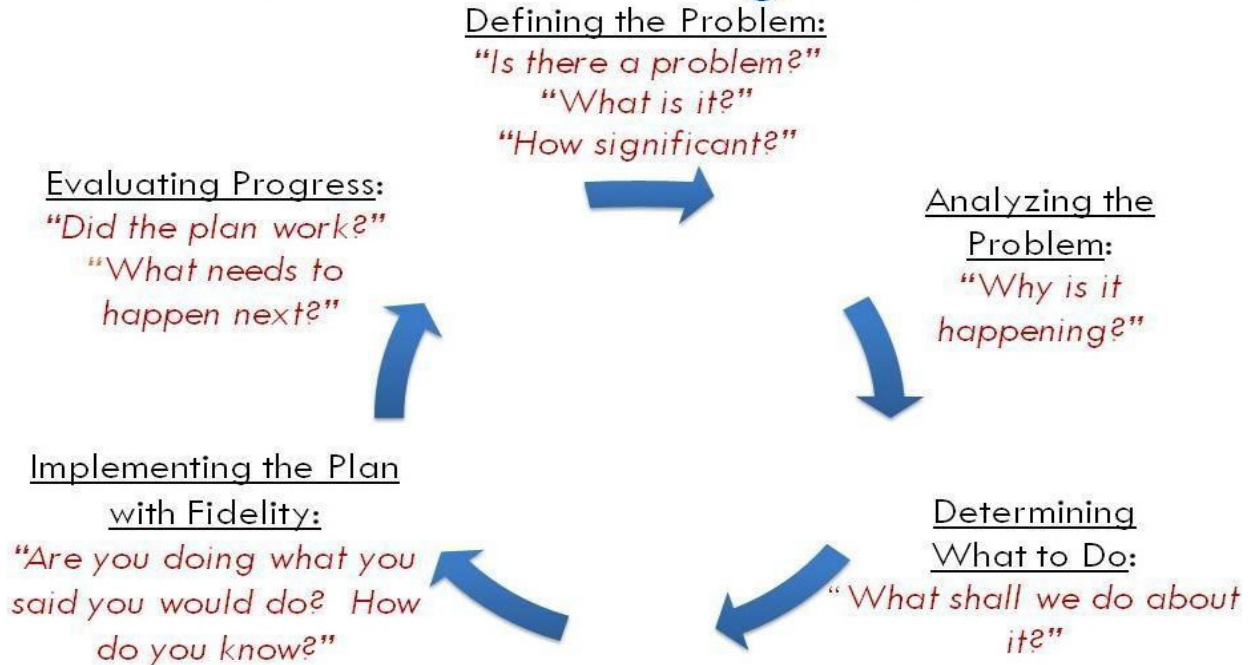 Defining the Problem:
“Is there a problem?”
“What is it?”
“How significant?”
Analyzing the
Problem:
“Why is it
happening?”
Determining
What to Do:
“What shall we do about
it?”
Implementing the Plan
with Fidelity:
“Are you doing what you
said you would do? How
do you know?”
Evaluating Progress:
“Did the plan work?”
“What needs to
happen next?”